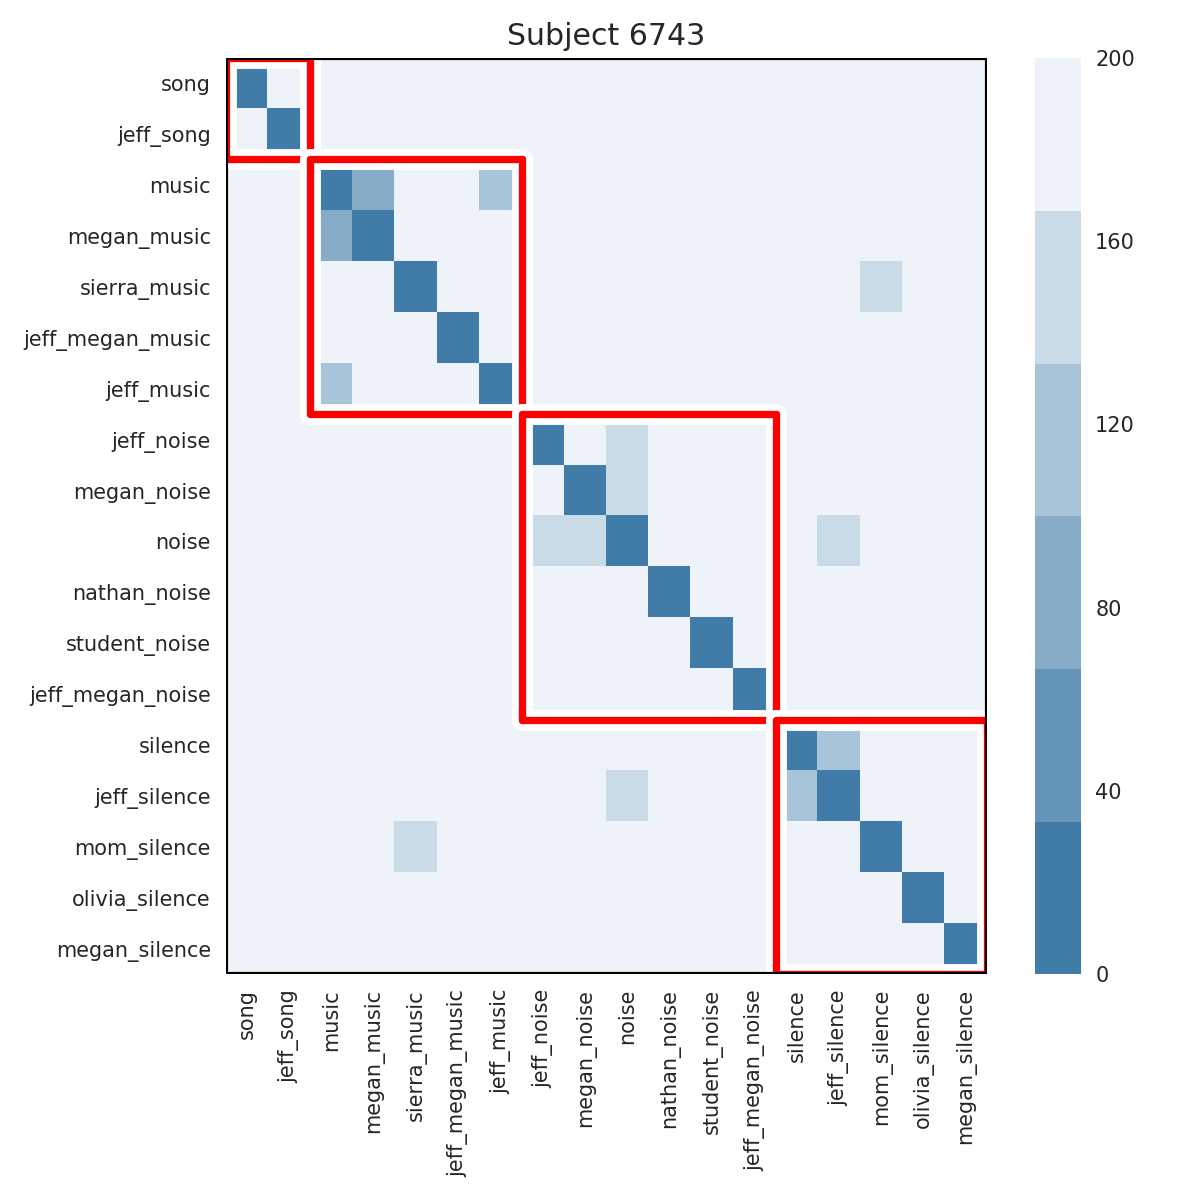 Subject 6743
song
jeff_song
music
megan_music
sierra_music
jeff_megan_music
jeff_music
jeff_noise
megan_noise
noise
nathan_noise
student_noise
jeff_megan_noise
silence
jeff_silence
mom_silence
olivia_silence
megan_silence
song
jeff_song
music
megan_music
sierra_music
jeff_megan_music
jeff_music
jeff_noise
megan_noise
noise
nathan_noise
student_noise
jeff_megan_noise
silence
jeff_silence
mom_silence
olivia_silence
megan_silence
200
160
120
80
40
0